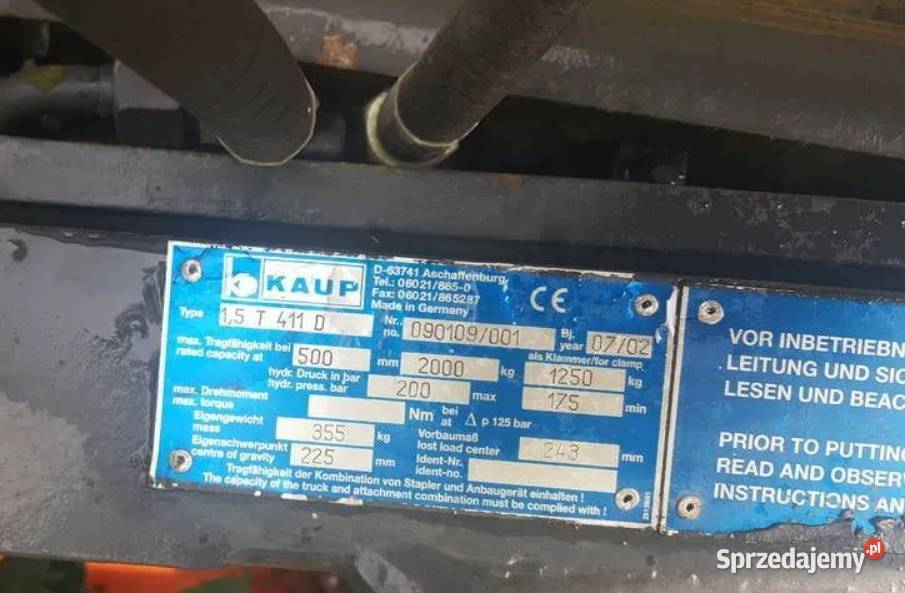 KAUP
D-63741 Aschaffenburg
Tel.: 06021/865-0
Fax: 06021/865287
Made in Germany
CE
Type 1,5 T 411 D Nr.. no. 090109/001 Bj. year 07/02
max. Tragfähigkeit bei rated capacity at 500 mm 2000 kg als Klammer/for clamp 1250 kg
hydr. Druck in bar hydr. press. bar 200 max 175 min
max. Drehmoment max. torque Nm bei at Δ p 125 bar
Eigengewicht mass 355 kg Vorbaumaß lost load center 243 mm
Eigenschwerpunkt centre of gravity 225 mm Ident-Nr. ident-no.
Tragfähigkeit der Kombination von Stapler und Anbaugerät einhalten !
The capacity of the truck and attachment combination must be complied with !
VOR INBETRIEBN
LEITUNG UND SIC
LESEN UND BEAC
PRIOR TO PUTTING
READ AND OBSER
INSTRUCTIONS AN
Sprzedajemy.pl